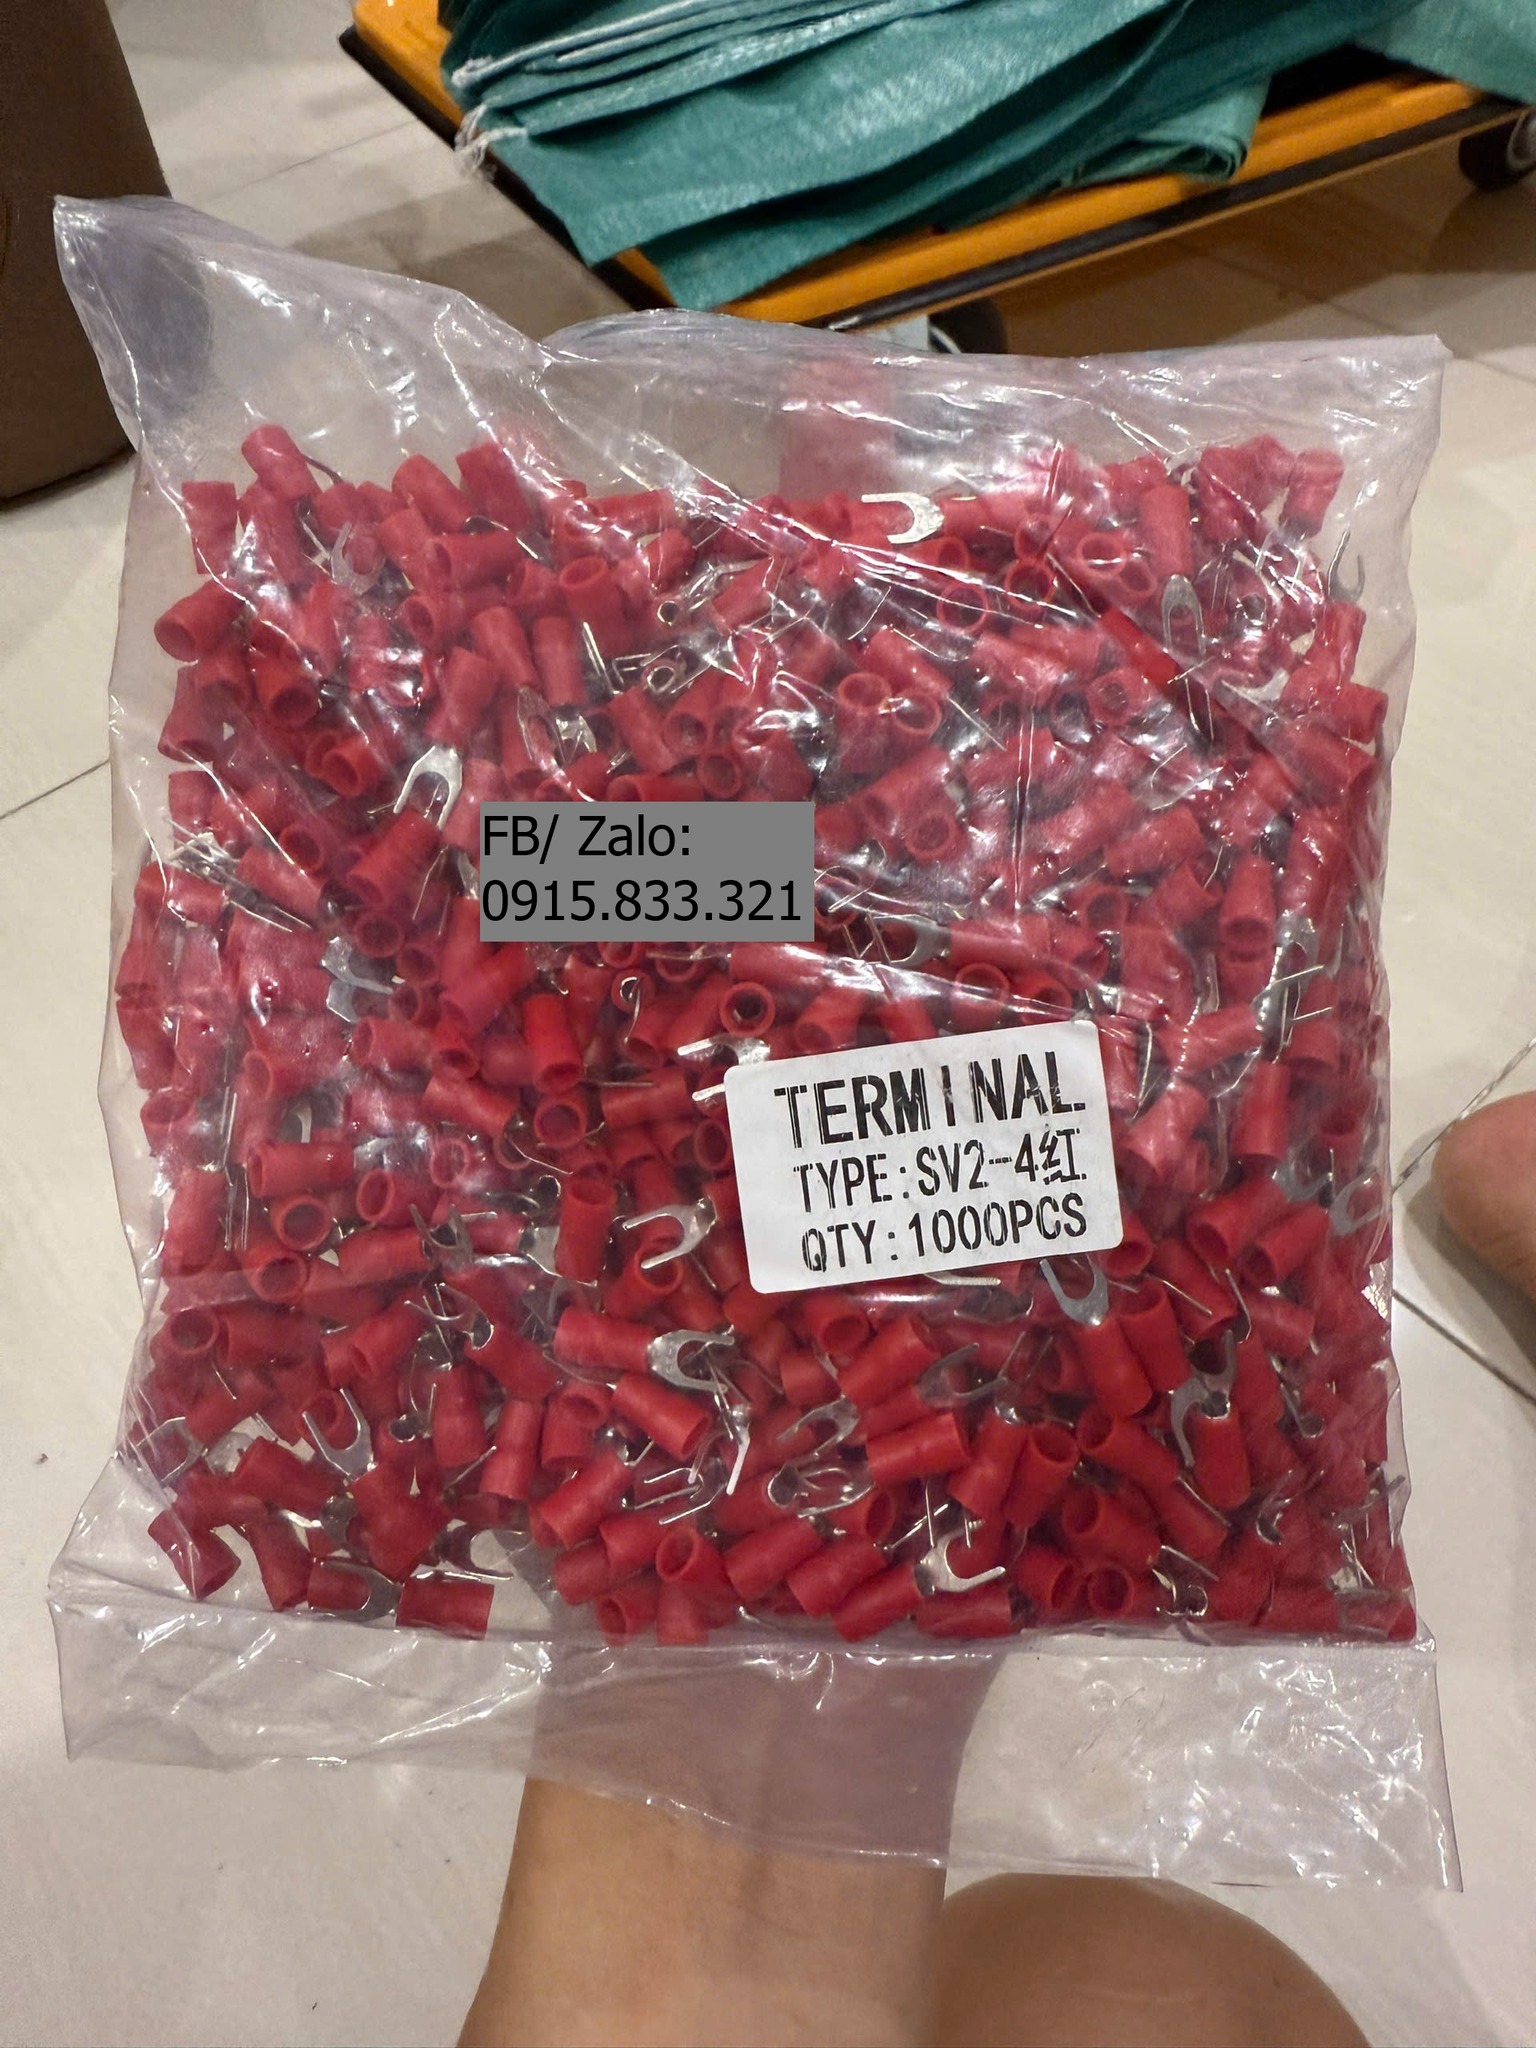 FB/ Zalo:
0915.833.321
TERMINAL
TYPE:SV2-4红
QTY:1000PCS